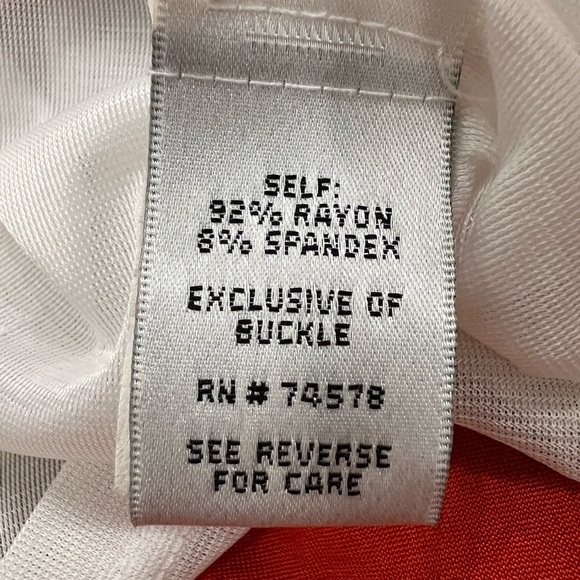 SELF:
92% RAYON
8% SPANDEX
EXCLUSIVE OF
BUCKLE
RN # 74578
SEE REVERSE
FOR CARE